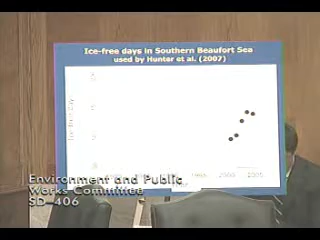 Ice-free days in Southern Beaufort Sea
used by Hunter et al. (2007)
2000 2005
Environment and Public
Works Committee
SD-406